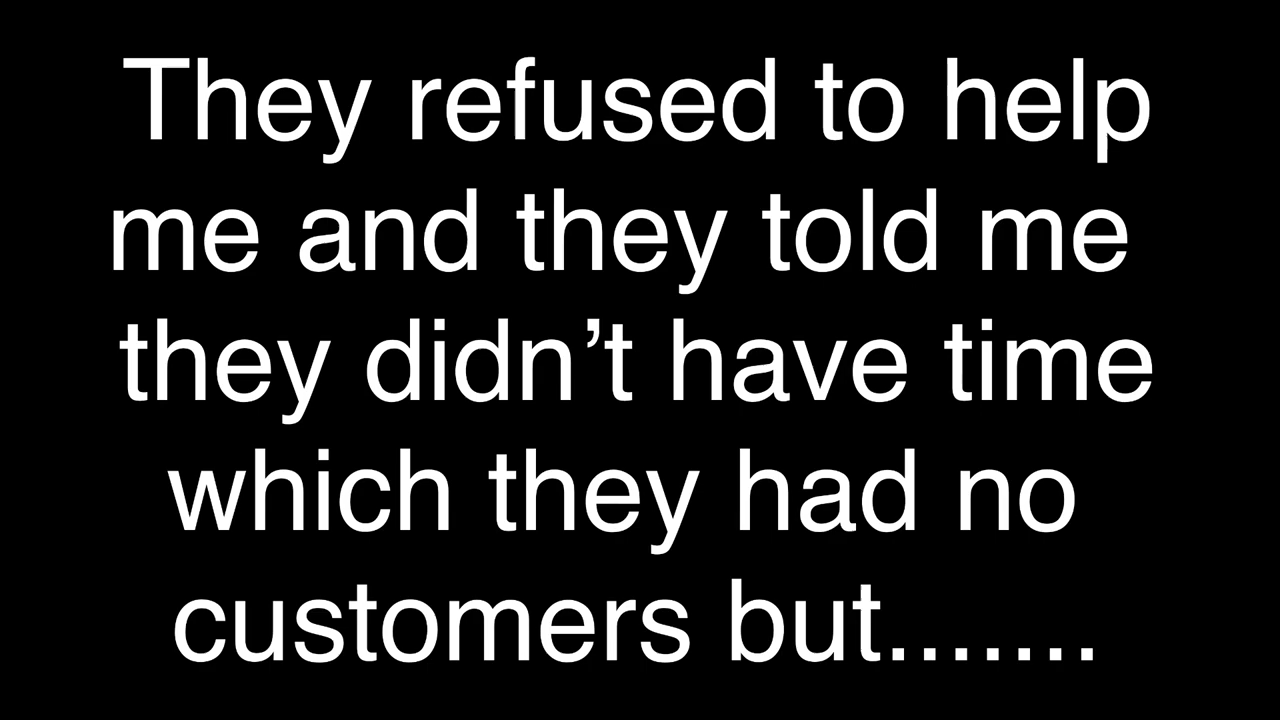 They refused to help
me and they told me
they didn’t have time
which they had no
customers but.......